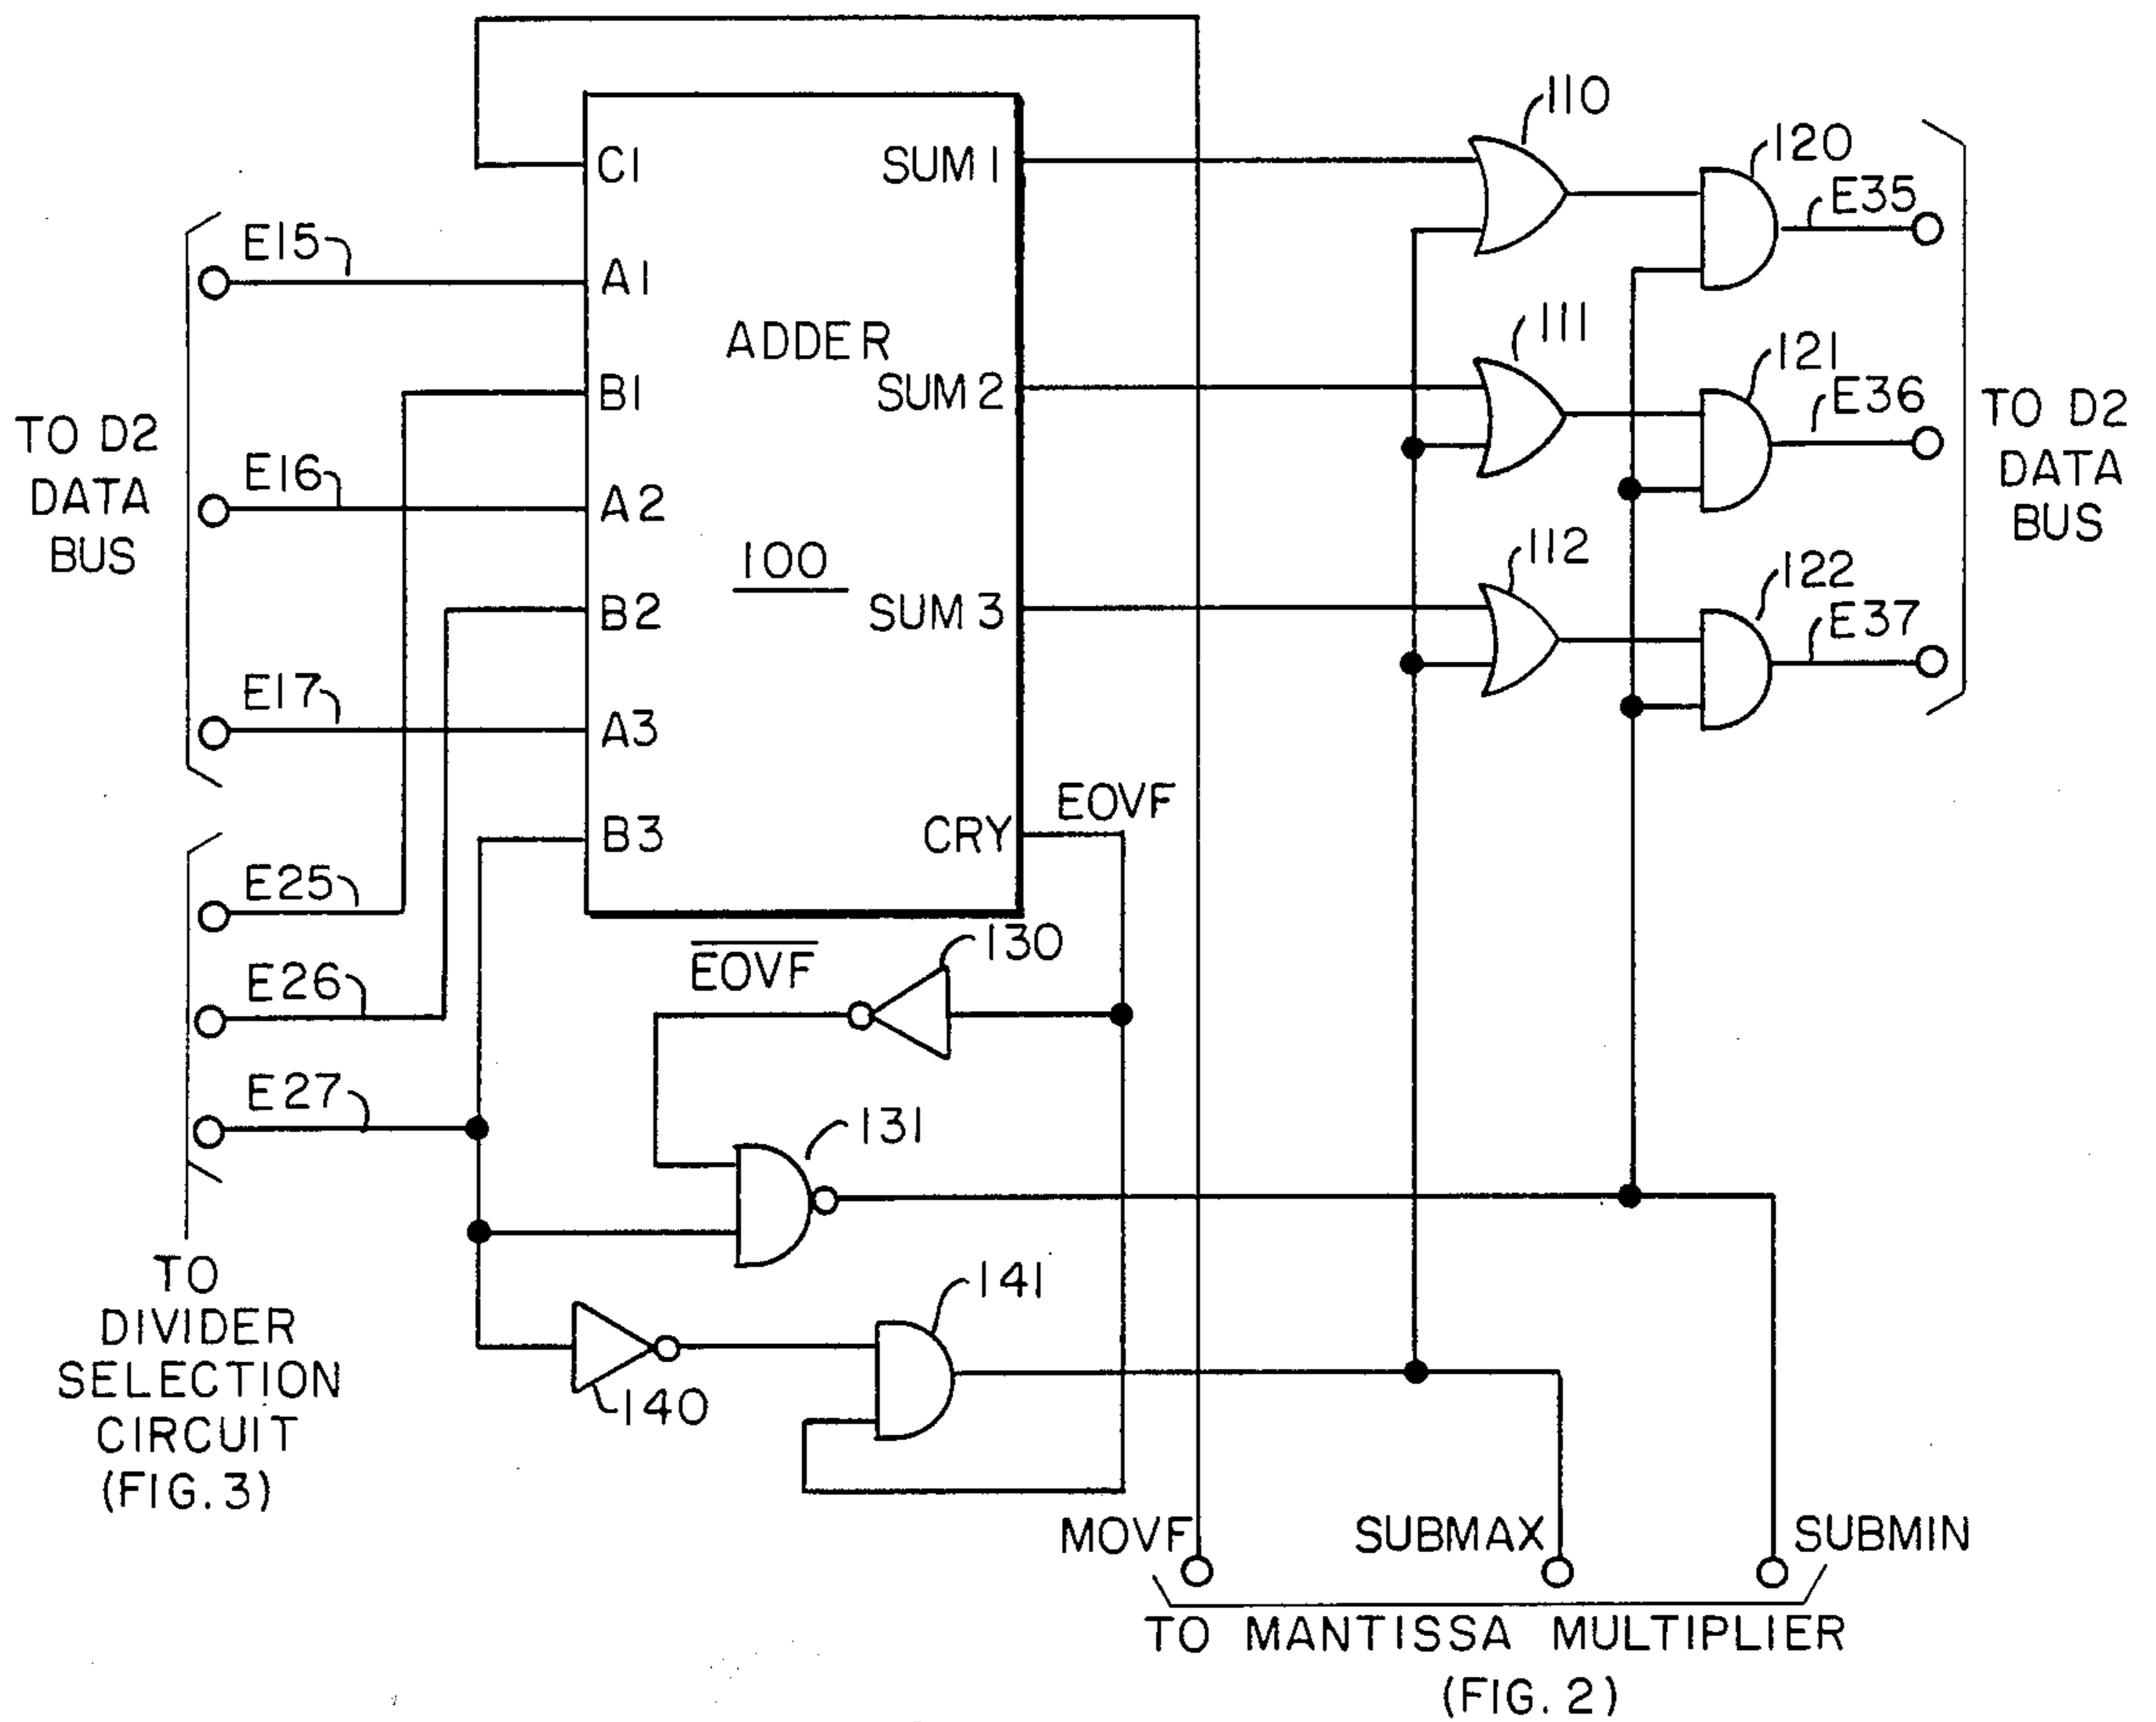 110
120
C1
SUM 1
E35
E15
A1
111
ADDER
121
B1
SUM 2
E36
TO D2
DATA
BUS
TO D2
DATA
BUS
E16
A2
112
100
122
B2
SUM 3
E37
E17
A3
EOVF
B3
CRY
E25
EOVF
130
E26
E27
131
TO
DIVIDER
SELECTION
CIRCUIT
(FIG. 3)
141
140
MOVF
SUBMAX
SUBMIN
TO MANTISSA MULTIPLIER
(FIG. 2)